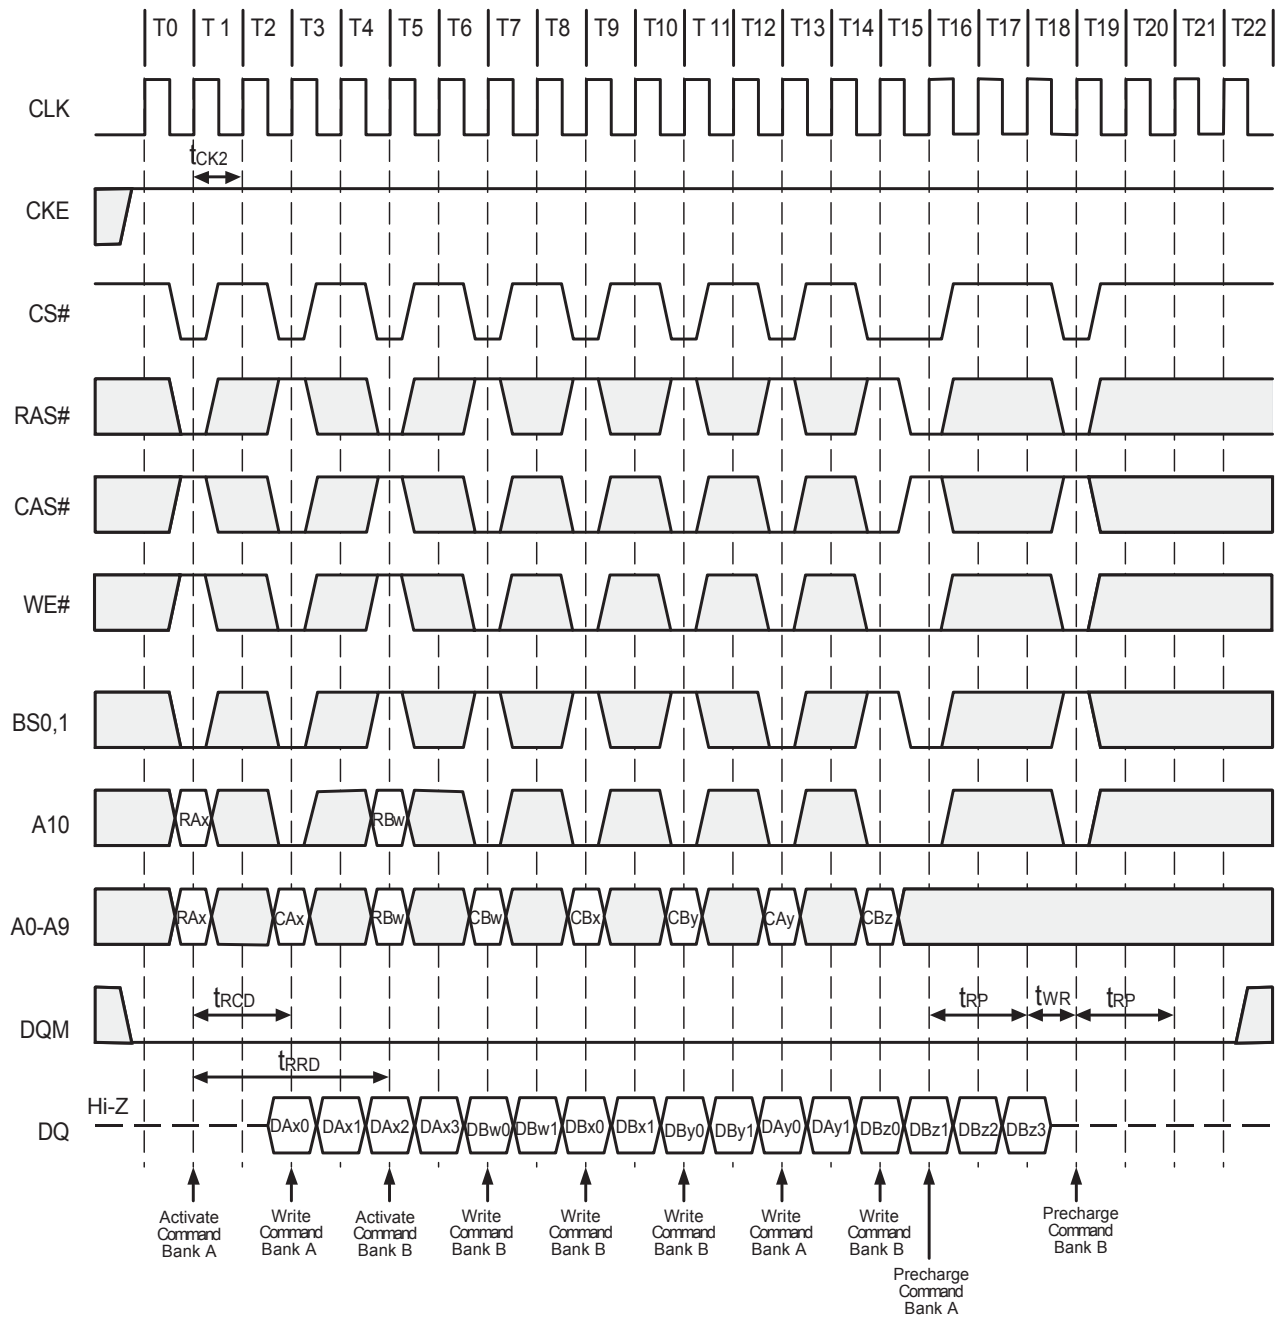 T0 T 1 T2 T3 T4 T5 T6 T7 T8 T9 T10 T 11 T12 T13 T14 T15 T16 T17 T18 T19 T20 T21 T22
CLK
tCK2
CKE
CS#
RAS#
CAS#
WE#
BS0,1
A10 RAx RBw
A0-A9 RAx CAx RBw CBw CBx CBy CAy CBz
tRCD tRP tWR tRP
DQM
tRRD
Hi-Z
DQ DAx0 DAx1 DAx2 DAx3 DBw0 DBw1 DBx0 DBx1 DBy0 DBy1 DAy0 DAy1 DBz0 DBz1 DBz2 DBz3
Activate
Command
Bank A
Write
Command
Bank A
Activate
Command
Bank B
Write
Command
Bank B
Write
Command
Bank B
Write
Command
Bank B
Write
Command
Bank A
Write
Command
Bank B
Precharge
Command
Bank A
Precharge
Command
Bank B